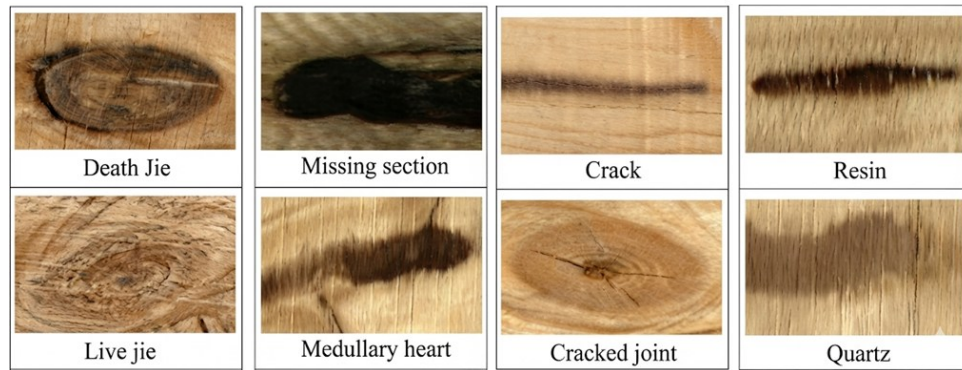 Death Jie
Missing section
Crack
Resin
Live jie
Medullary heart
Cracked joint
Quartz